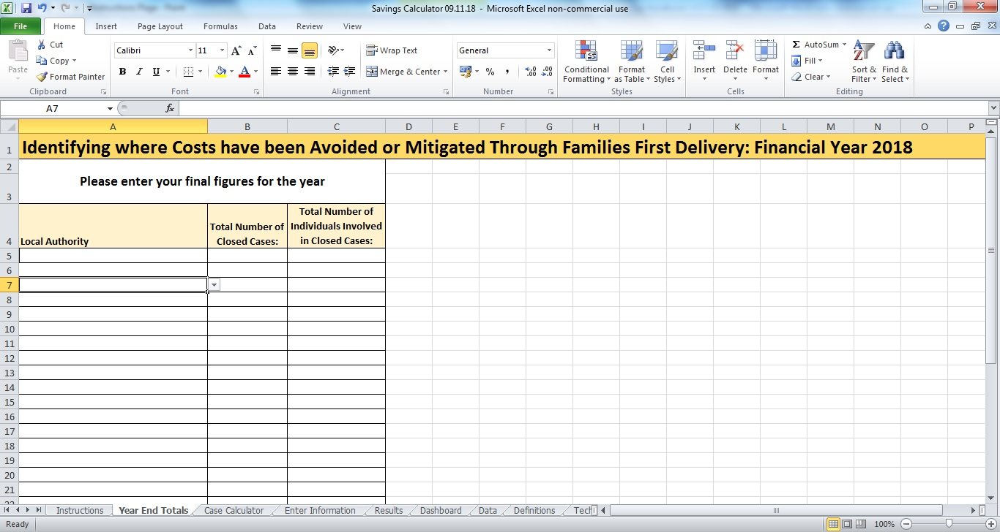 Savings Calculator 09.11.18 - Microsoft Excel non-commercial use
File Home Insert Page Layout Formulas Data Review View
Paste
Cut
Copy
Format Painter
Clipboard
Calibri 11
B I U
Font
Wrap Text
Merge & Center
Alignment
General
% , .00
Number
Conditional Formatting
Format as Table
Cell Styles
Styles
Insert Delete Format
Cells
Σ AutoSum
Fill
Clear
Sort & Filter
Find & Select
Editing
A7 fx
A B C D E F G H I J K L M N O P
1 Identifying where Costs have been Avoided or Mitigated Through Families First Delivery: Financial Year 2018
2
3 Please enter your final figures for the year
4 Local Authority
Total Number of
Closed Cases:
Total Number of
Individuals Involved
in Closed Cases:
5
6
7
8
9
10
11
12
13
14
15
16
17
18
19
20
21
22
Instructions Year End Totals Case Calculator Enter Information Results Dashboard Data Definitions Tech
Ready 100%